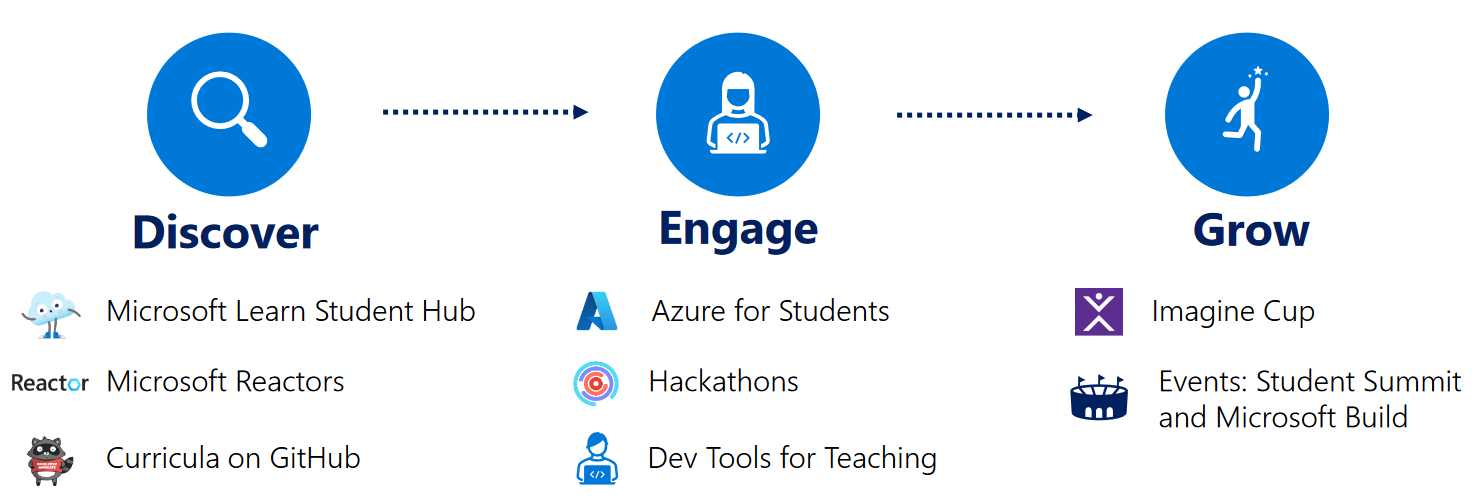 Discover
Microsoft Learn Student Hub
Reactor
Microsoft Reactors
Curricula on GitHub
Engage
</>
Azure for Students
Hackathons
</>
Dev Tools for Teaching
Grow
Imagine Cup
Events: Student Summit
and Microsoft Build